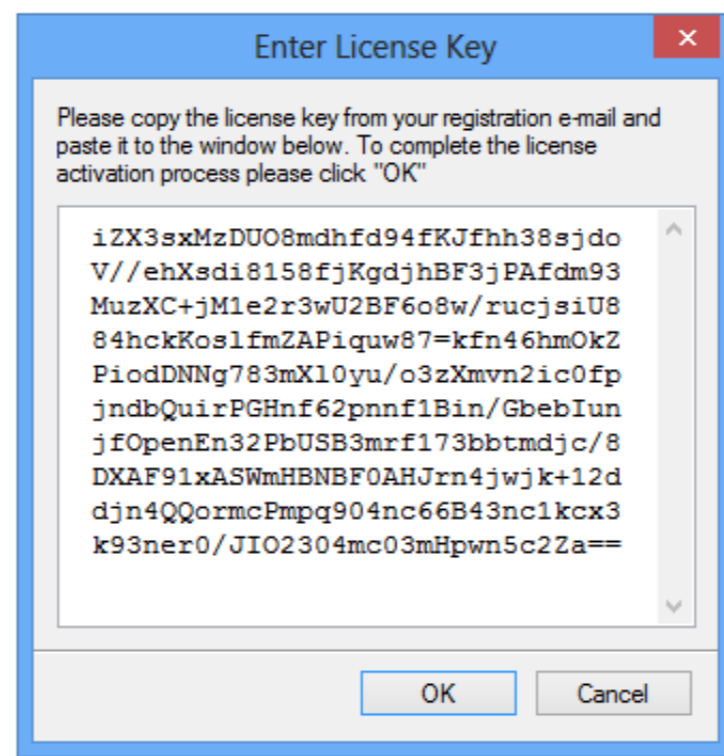 Enter License Key
Please copy the license key from your registration e-mail and
paste it to the window below. To complete the license
activation process please click "OK"
iZX3sxMzDUO8mdhfd94fKJfhh38sjdo
V//ehXsdi8158fjKgdjhBF3jPAfdm93
MuzXC+jM1e2r3wU2BF6o8w/rucjsiU8
84hckKoslfmZAPiquw87=kfn46hmOkZ
PiodDNNg783mXl0yu/o3zXmvn2ic0fp
jndbQuirPGHnf62pnnf1Bin/GbebIun
jfOpenEn32PbUSB3mrf173bbtmdjc/8
DXAF91xASWmHBNBF0AHJrn4jwjk+12d
djn4QQormcPmpq904nc66B43nc1kcx3
k93ner0/JIO2304mc03mHpwn5c2Za==
OK Cancel